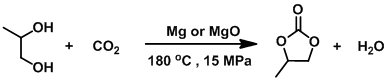 OH
OH
+ CO2
Mg or MgO
180 °C , 15 MPa
O
O
O
+ H2O